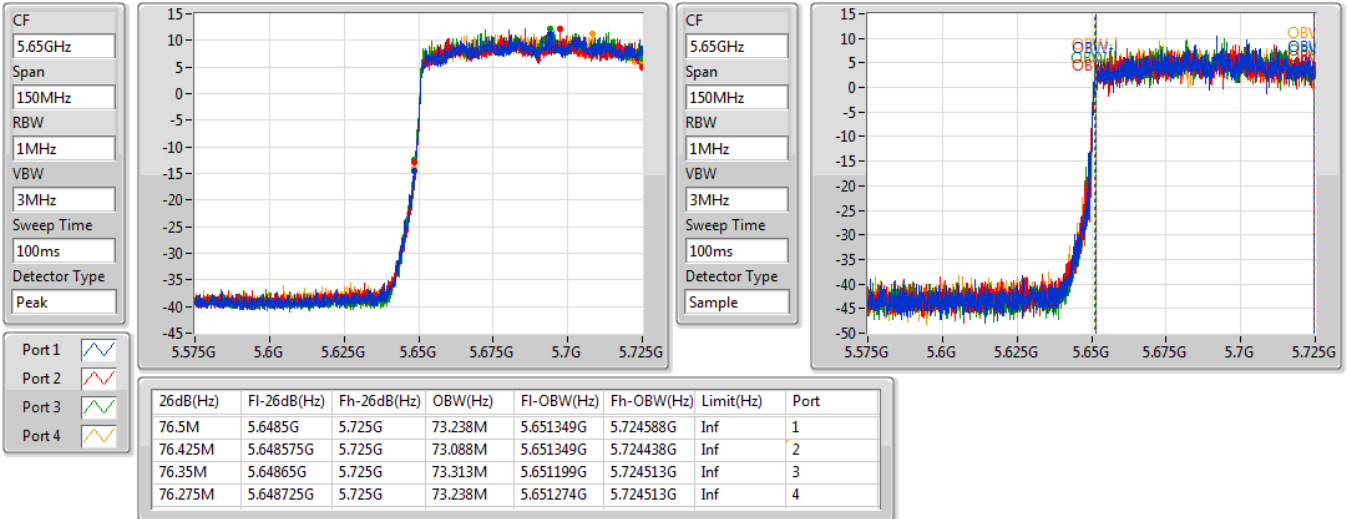 CF
5.65GHz
Span
150MHz
RBW
1MHz
VBW
3MHz
Sweep Time
100ms
Detector Type
Peak
15
10
5
0
-5
-10
-15
-20
-25
-30
-35
-40
-45
5.575G 5.6G 5.625G 5.65G 5.675G 5.7G 5.725G
CF
5.65GHz
Span
150MHz
RBW
1MHz
VBW
3MHz
Sweep Time
100ms
Detector Type
Sample
15
10
5
0
-5
-10
-15
-20
-25
-30
-35
-40
-45
-50
5.575G 5.6G 5.625G 5.65G 5.675G 5.7G 5.725G
Port 1
Port 2
Port 3
Port 4
26dB(Hz) Fl-26dB(Hz) Fh-26dB(Hz) OBW(Hz) Fl-OBW(Hz) Fh-OBW(Hz) Limit(Hz) Port
76.5M 5.6485G 5.725G 73.238M 5.651349G 5.724588G Inf 1
76.425M 5.648575G 5.725G 73.088M 5.651349G 5.724438G Inf 2
76.35M 5.64865G 5.725G 73.313M 5.651199G 5.724513G Inf 3
76.275M 5.648725G 5.725G 73.238M 5.651274G 5.724513G Inf 4